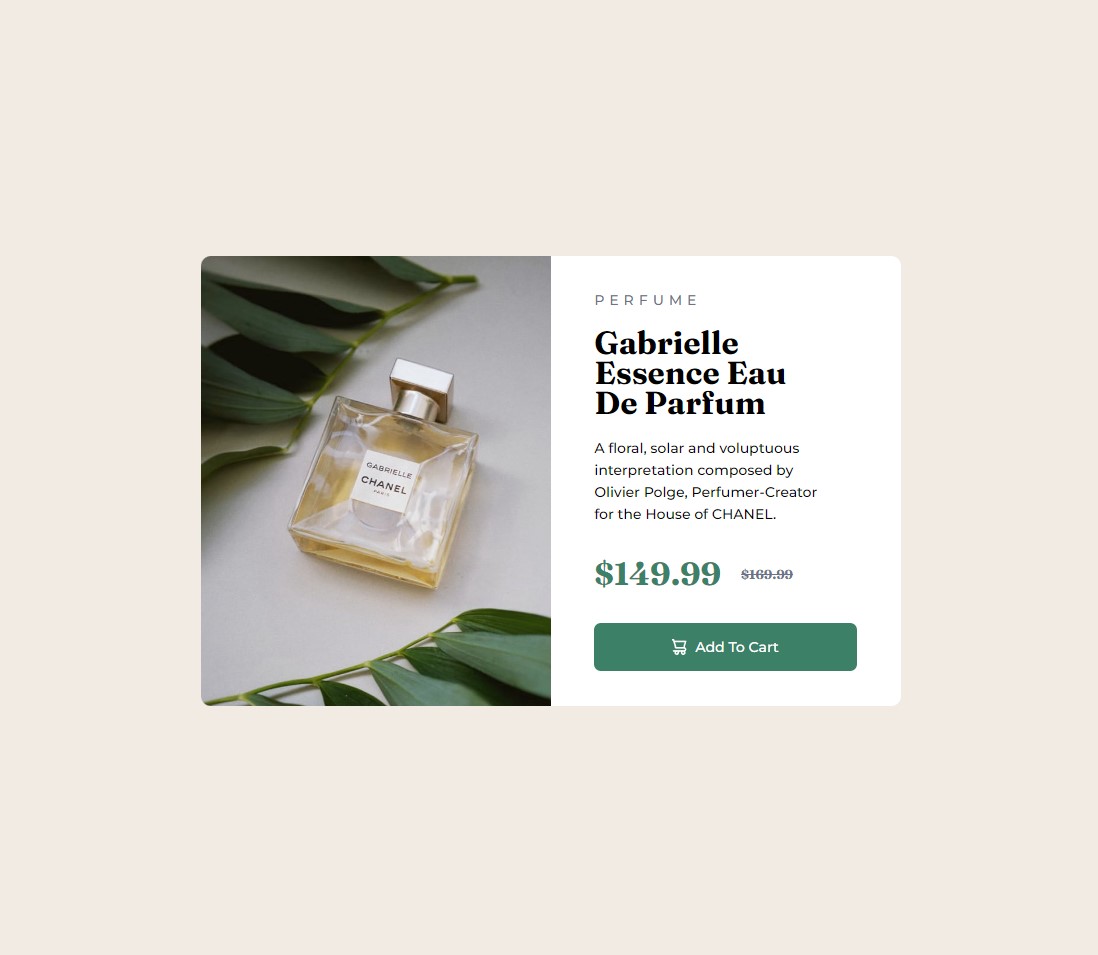 GABRIELLE
CHANEL
PARIS
PERFUME
Gabrielle
Essence Eau
De Parfum
A floral, solar and voluptuous
interpretation composed by
Olivier Polge, Perfumer-Creator
for the House of CHANEL.
$149.99 $169.99
Add To Cart